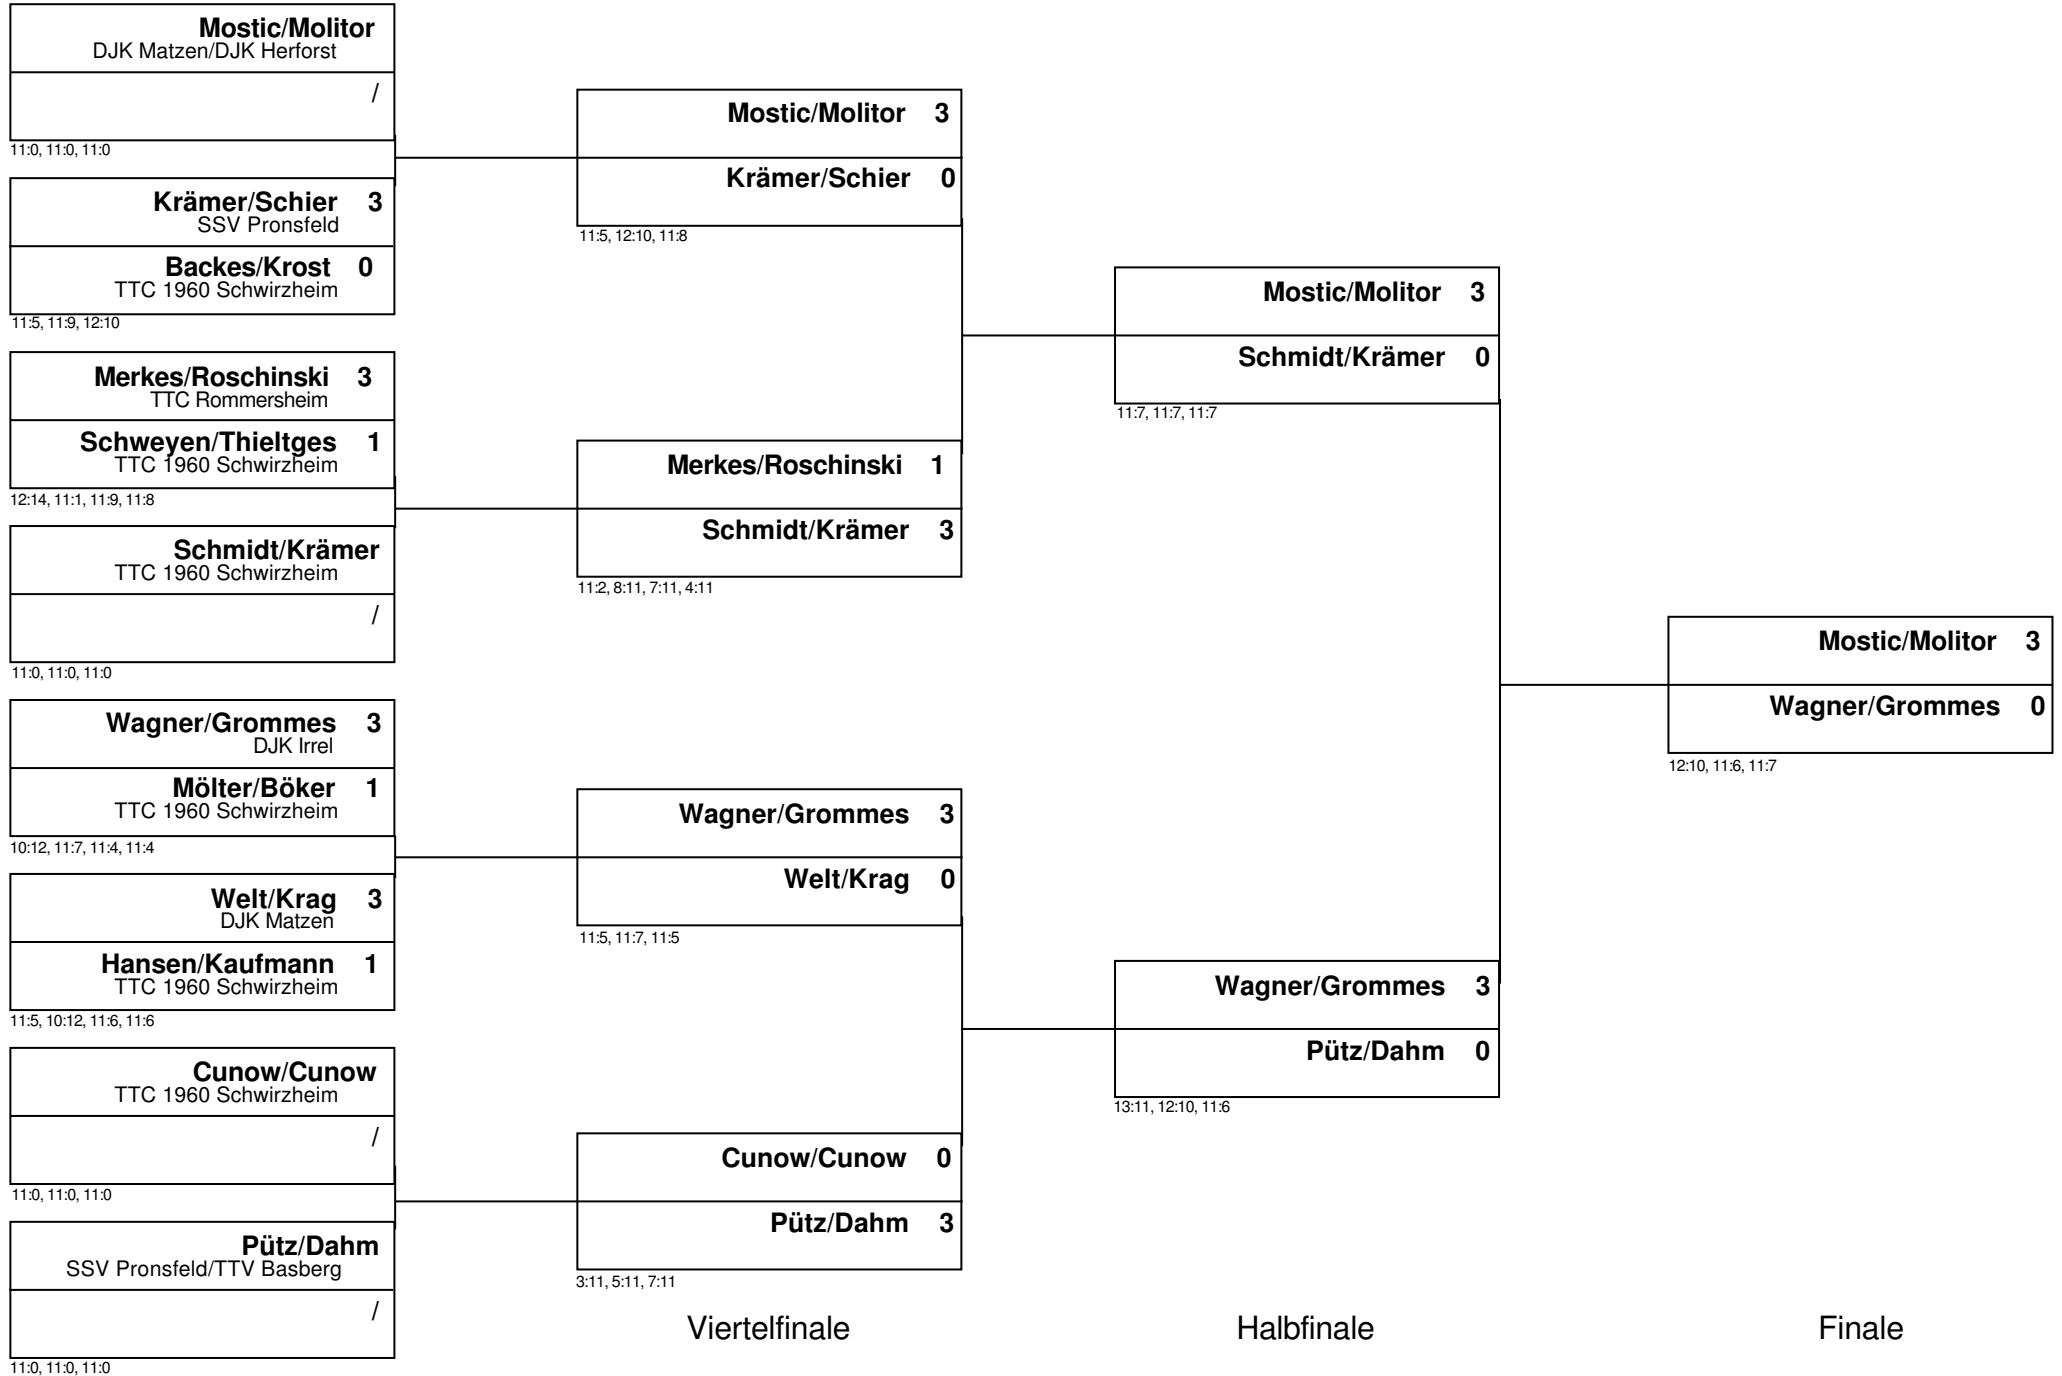 Mostic/Molitor
DJK Matzen/DJK Herforst
/
11:0, 11:0, 11:0
Krämer/Schier 3
SSV Pronsfeld
Backes/Krost 0
TTC 1960 Schwirzheim
11:5, 11:9, 12:10
Merkes/Roschinski 3
TTC Rommersheim
Schweyen/Thieltges 1
TTC 1960 Schwirzheim
12:14, 11:1, 11:9, 11:8
Schmidt/Krämer
TTC 1960 Schwirzheim
/
11:0, 11:0, 11:0
Wagner/Grommes 3
DJK Irrel
Mölter/Böker 1
TTC 1960 Schwirzheim
10:12, 11:7, 11:4, 11:4
Welt/Krag 3
DJK Matzen
Hansen/Kaufmann 1
TTC 1960 Schwirzheim
11:5, 10:12, 11:6, 11:6
Cunow/Cunow
TTC 1960 Schwirzheim
/
11:0, 11:0, 11:0
Pütz/Dahm
SSV Pronsfeld/TTV Basberg
/
11:0, 11:0, 11:0
Mostic/Molitor 3
Krämer/Schier 0
11:5, 12:10, 11:8
Merkes/Roschinski 1
Schmidt/Krämer 3
11:2, 8:11, 7:11, 4:11
Wagner/Grommes 3
Welt/Krag 0
11:5, 11:7, 11:5
Cunow/Cunow 0
Pütz/Dahm 3
3:11, 5:11, 7:11
Viertelfinale
Mostic/Molitor 3
Schmidt/Krämer 0
11:7, 11:7, 11:7
Wagner/Grommes 3
Pütz/Dahm 0
13:11, 12:10, 11:6
Halbfinale
Mostic/Molitor 3
Wagner/Grommes 0
12:10, 11:6, 11:7
Finale